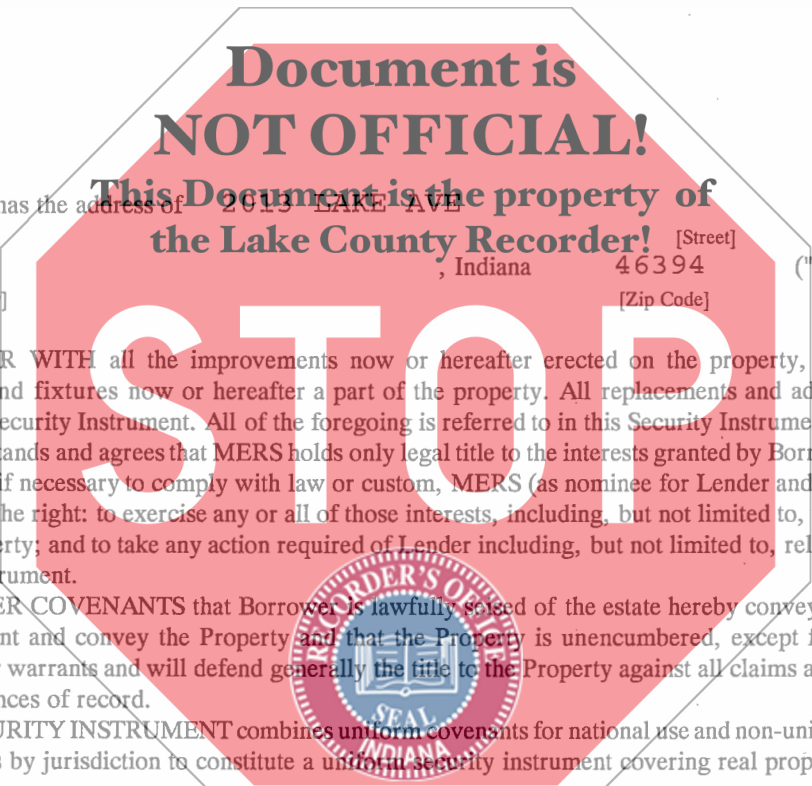 Document is
NOT OFFICIAL!
This Document is the property of
the Lake County Recorder!
has the address of 2013 LAKE AVE
[Street]
, Indiana 46394 ("
]
[Zip Code]
STOP
R WITH all the improvements now or hereafter erected on the property,
nd fixtures now or hereafter a part of the property. All replacements and ad
ecurity Instrument. All of the foregoing is referred to in this Security Instrume
tands and agrees that MERS holds only legal title to the interests granted by Borr
if necessary to comply with law or custom, MERS (as nominee for Lender and
he right: to exercise any or all of those interests, including, but not limited to,
erty; and to take any action required of Lender including, but not limited to, rel
rument.
ER COVENANTS that Borrower is lawfully seised of the estate hereby convey
nt and convey the Property and that the Property is unencumbered, except f
warrants and will defend generally the title to the Property against all claims a
nces of record.
URITY INSTRUMENT combines uniform covenants for national use and non-uni
s by jurisdiction to constitute a uniform security instrument covering real prop
RECORDER'S OFFICE
SEAL
INDIANA